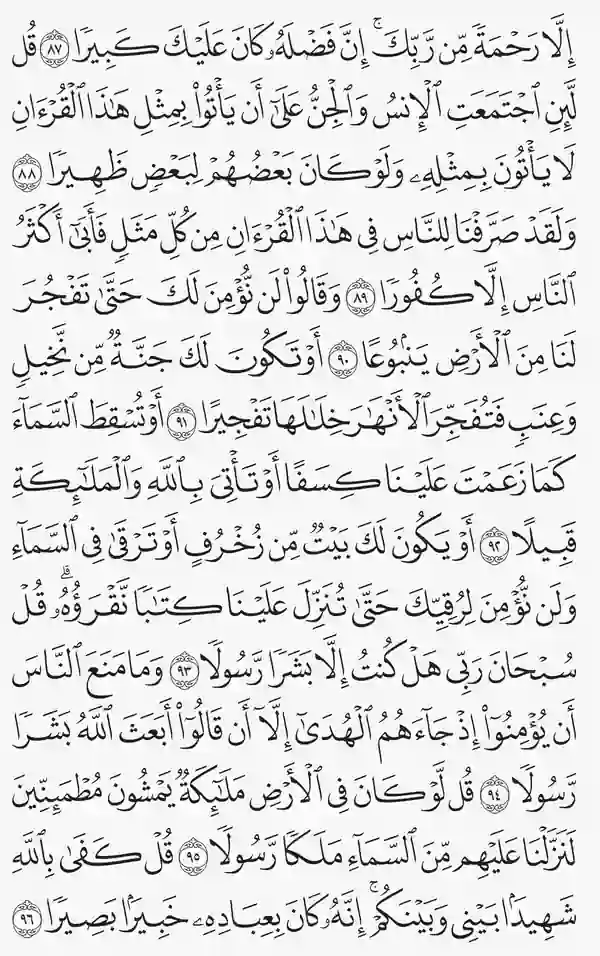 إِلَّا رَحْمَةً مِّن رَّبِّكَ ۚ إِنَّ فَضْلَهُۥ كَانَ عَلَيْكَ كَبِيرًا ٨٧ قُل
لَّئِنِ ٱجْتَمَعَتِ ٱلْإِنسُ وَٱلْجِنُّ عَلَىٰٓ أَن يَأْتُوا۟ بِمِثْلِ هَـٰذَا ٱلْقُرْءَانِ
لَا يَأْتُونَ بِمِثْلِهِۦ وَلَوْ كَانَ بَعْضُهُمْ لِبَعْضٍ ظَهِيرًا ٨٨
وَلَقَدْ صَرَّفْنَا لِلنَّاسِ فِى هَـٰذَا ٱلْقُرْءَانِ مِن كُلِّ مَثَلٍ فَأَبَىٰٓ أَكْثَرُ
ٱلنَّاسِ إِلَّا كُفُورًا ٨٩ وَقَالُوا۟ لَن نُّؤْمِنَ لَكَ حَتَّىٰ تَفْجُرَ
لَنَا مِنَ ٱلْأَرْضِ يَنۢبُوعًا ٩٠ أَوْ تَكُونَ لَكَ جَنَّةٌ مِّن نَّخِيلٍ
وَعِنَبٍ فَتُفَجِّرَ ٱلْأَنْهَـٰرَ خِلَـٰلَهَا تَفْجِيرًا ٩١ أَوْ تُسْقِطَ ٱلسَّمَآءَ
كَمَا زَعَمْتَ عَلَيْنَا كِسَفًا أَوْ تَأْتِىَ بِٱللَّهِ وَٱلْمَلَـٰٓئِكَةِ
قَبِيلًا ٩٢ أَوْ يَكُونَ لَكَ بَيْتٌ مِّن زُخْرُفٍ أَوْ تَرْقَىٰ فِى ٱلسَّمَآءِ
وَلَن نُّؤْمِنَ لِرُقِيِّكَ حَتَّىٰ تُنَزِّلَ عَلَيْنَا كِتَـٰبًا نَّقْرَؤُهُۥ ۗ قُلْ
سُبْحَانَ رَبِّى هَلْ كُنتُ إِلَّا بَشَرًا رَّسُولًا ٩٣ وَمَا مَنَعَ ٱلنَّاسَ
أَن يُؤْمِنُوٓا۟ إِذْ جَآءَهُمُ ٱلْهُدَىٰٓ إِلَّآ أَن قَالُوٓا۟ أَبَعَثَ ٱللَّهُ بَشَرًا
رَّسُولًا ٩٤ قُل لَّوْ كَانَ فِى ٱلْأَرْضِ مَلَـٰٓئِكَةٌ يَمْشُونَ مُطْمَئِنِّينَ
لَنَزَّلْنَا عَلَيْهِم مِّنَ ٱلسَّمَآءِ مَلَكًا رَّسُولًا ٩٥ قُلْ كَفَىٰ بِٱللَّهِ
شَهِيدًۢا بَيْنِى وَبَيْنَكُمْ ۚ إِنَّهُۥ كَانَ بِعِبَادِهِۦ خَبِيرًۢا بَصِيرًا ٩٦